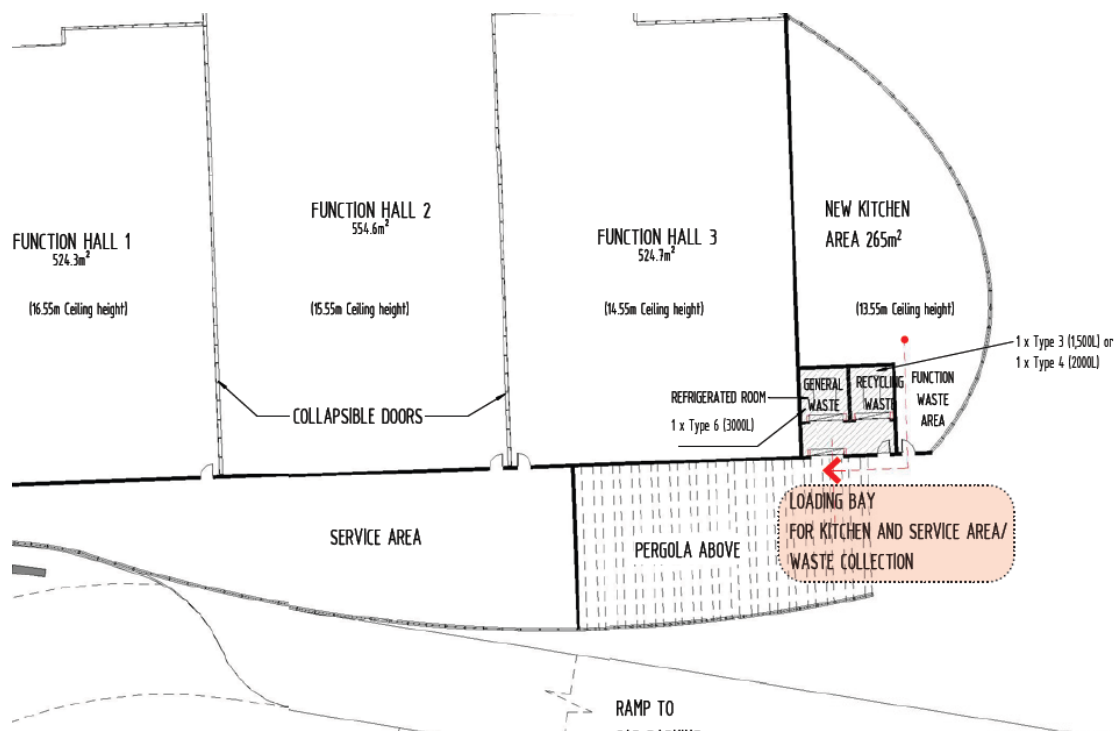 FUNCTION HALL 1
524.3m²
(16.55m Ceiling height)
FUNCTION HALL 2
554.6m²
(15.55m Ceiling height)
FUNCTION HALL 3
524.7m²
(14.55m Ceiling height)
NEW KITCHEN
AREA 265m²
(13.55m Ceiling height)
1 x Type 3 (1,500L) or
1 x Type 4 (2000L)
COLLAPSIBLE DOORS
REFRIGERATED ROOM
1 x Type 6 (3000L)
GENERAL
WASTE
RECYCLING
WASTE
FUNCTION
WASTE
AREA
LOADING BAY
FOR KITCHEN AND SERVICE AREA/
WASTE COLLECTION
SERVICE AREA
PERGOLA ABOVE
RAMP TO